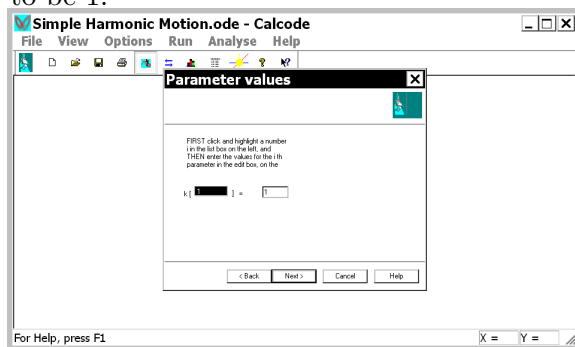 to be 1.
Simple Harmonic Motion.ode - Calcode
File View Options Run Analyse Help
Parameter values
FIRST click and highlight a number
i in the list box on the left, and
THEN enter the values for the i th
parameter in the edit box, on the
k [ 1 ] = 1
< Back Next > Cancel Help
For Help, press F1 X = Y =